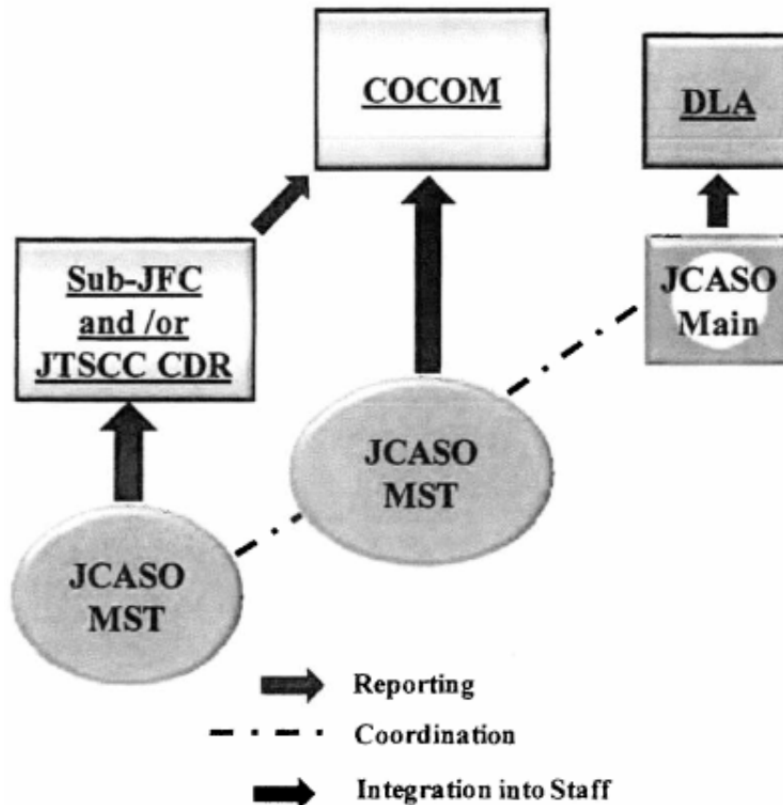 COCOM
DLA
Sub-JFC
and /or
JTSCC CDR
JCASO
Main
JCASO
MST
JCASO
MST
Reporting
Coordination
Integration into Staff